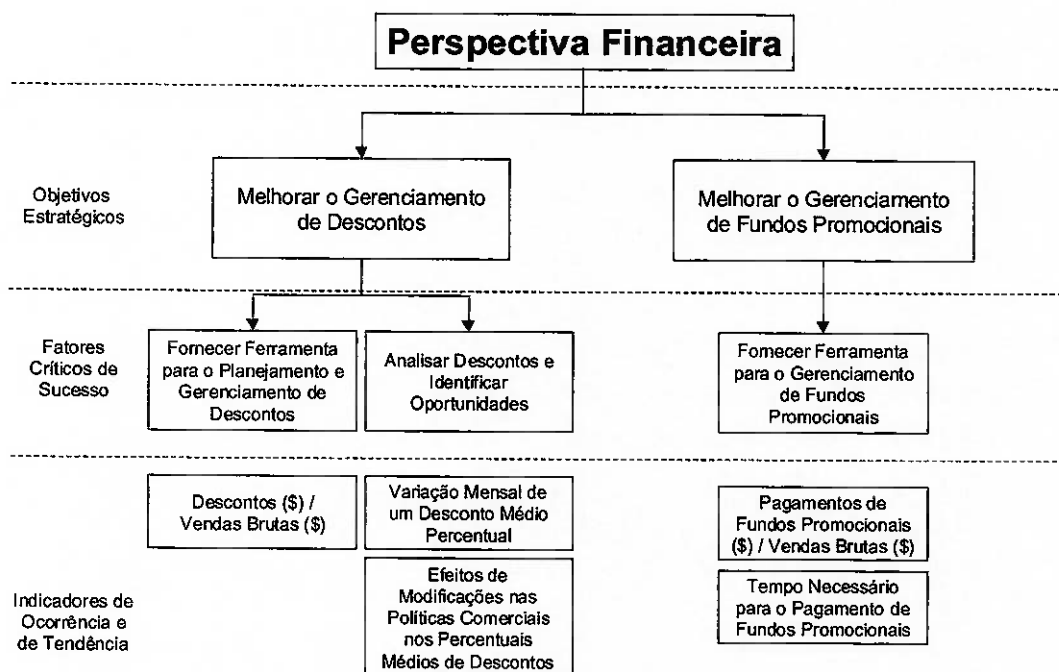 Perspectiva Financeira
Objetivos
Estratégicos
Melhorar o Gerenciamento
de Descontos
Melhorar o Gerenciamento
de Fundos Promocionais
Fatores
Críticos de
Sucesso
Fornecer Ferramenta
para o Planejamento e
Gerenciamento de
Descontos
Analisar Descontos e
Identificar
Oportunidades
Fornecer Ferramenta
para o Gerenciamento
de Fundos
Promocionais
Indicadores de
Ocorrência e
de Tendência
Descontos ($) /
Vendas Brutas ($)
Variação Mensal de
um Desconto Médio
Percentual
Efeitos de
Modificações nas
Políticas Comerciais
nos Percentuais
Médios de Descontos
Pagamentos de
Fundos Promocionais
($) / Vendas Brutas ($)
Tempo Necessário
para o Pagamento de
Fundos Promocionais